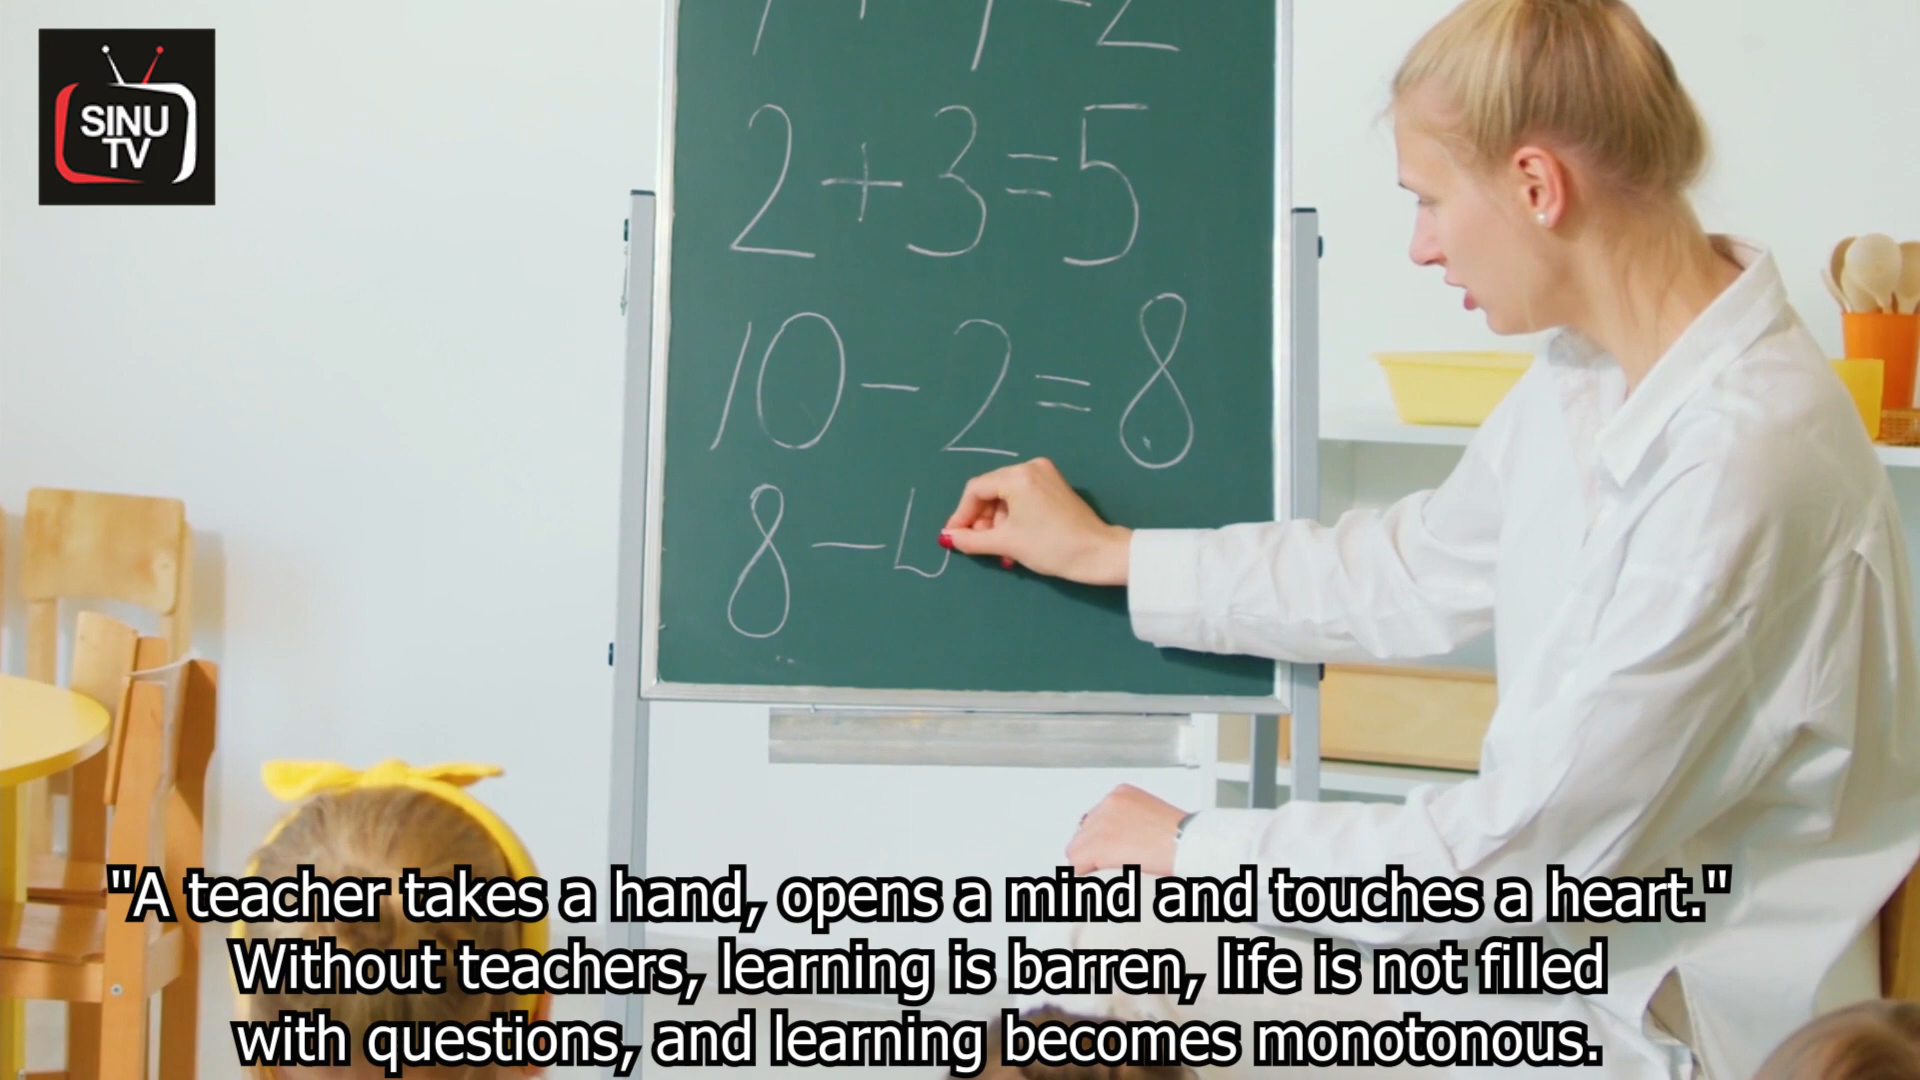 SINU
TV
2+3=5
10-2=8
8-
"A teacher takes a hand, opens a mind and touches a heart."
Without teachers, learning is barren, life is not filled
with questions, and learning becomes monotonous.